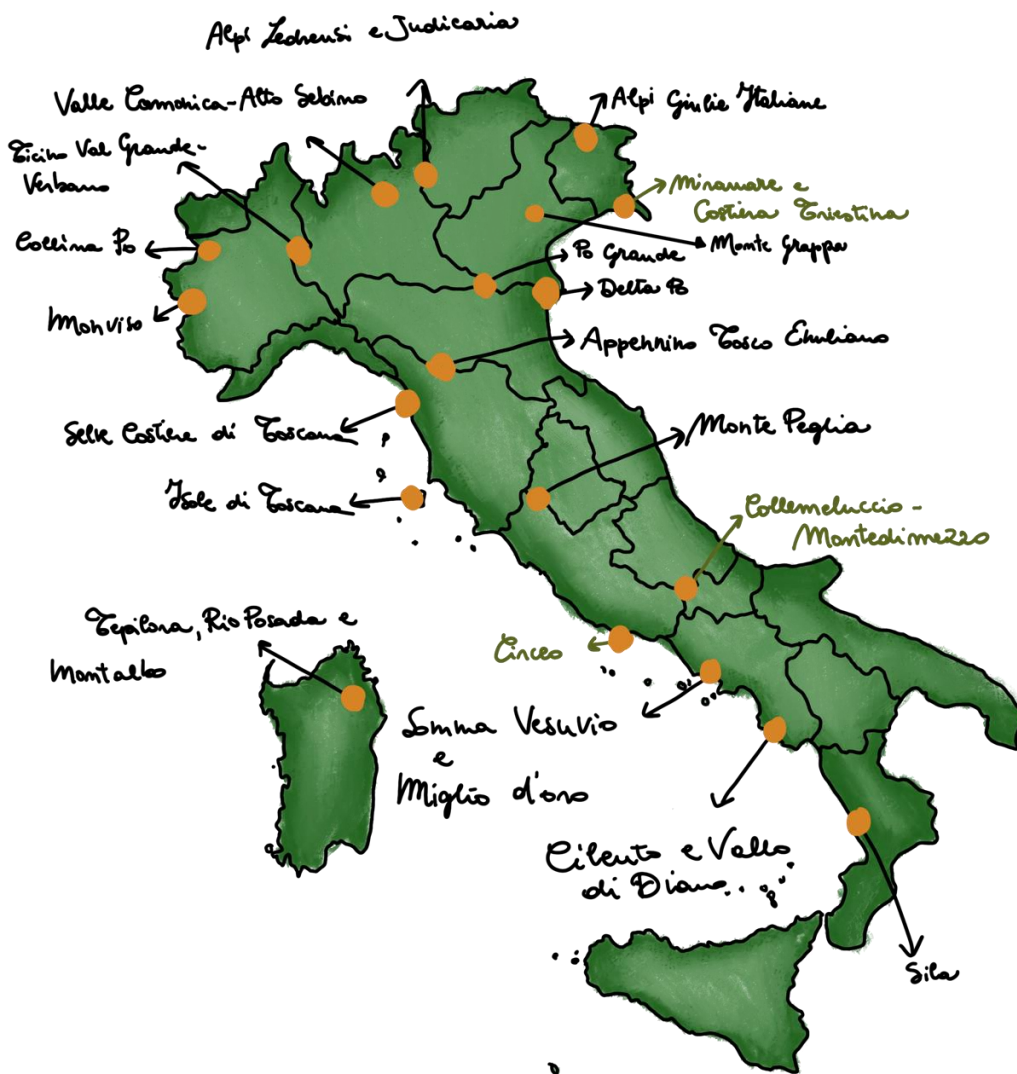 Alpi Ledrensi e Judicaria
Valle Camonica-Alto Sebino
Alpi Giulie Italiane
Ticino Val Grande-
Verbano
Miramare e
Costiera Triestina
Collina Po
Monte Grappa
Po Grande
Delta Po
Monviso
Appennino Tosco Emiliano
Selve Costiere di Toscana
Monte Peglia
Isole di Toscana
Collemeluccio-
Montedimezzo
Tepilora, Rio Posada e
Montalbo
Circeo
Somma Vesuvio
e
Miglio d'oro
Cilento e Vallo
di Diano
Sila